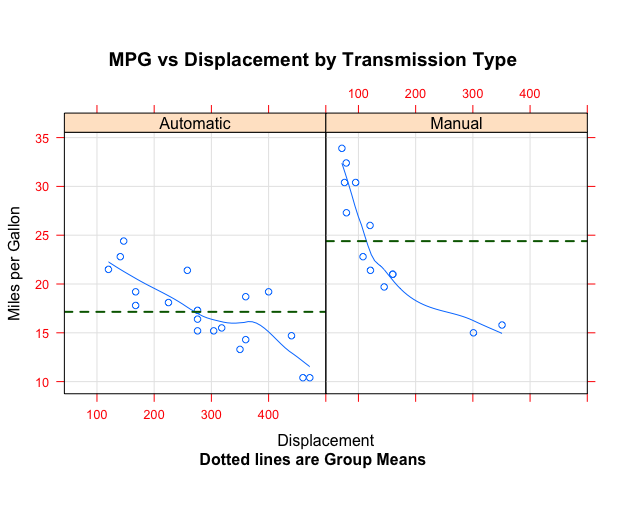 MPG vs Displacement by Transmission Type
100 200 300 400
Automatic Manual
35
30
25
20
15
10
Miles per Gallon
100 200 300 400
Displacement
Dotted lines are Group Means